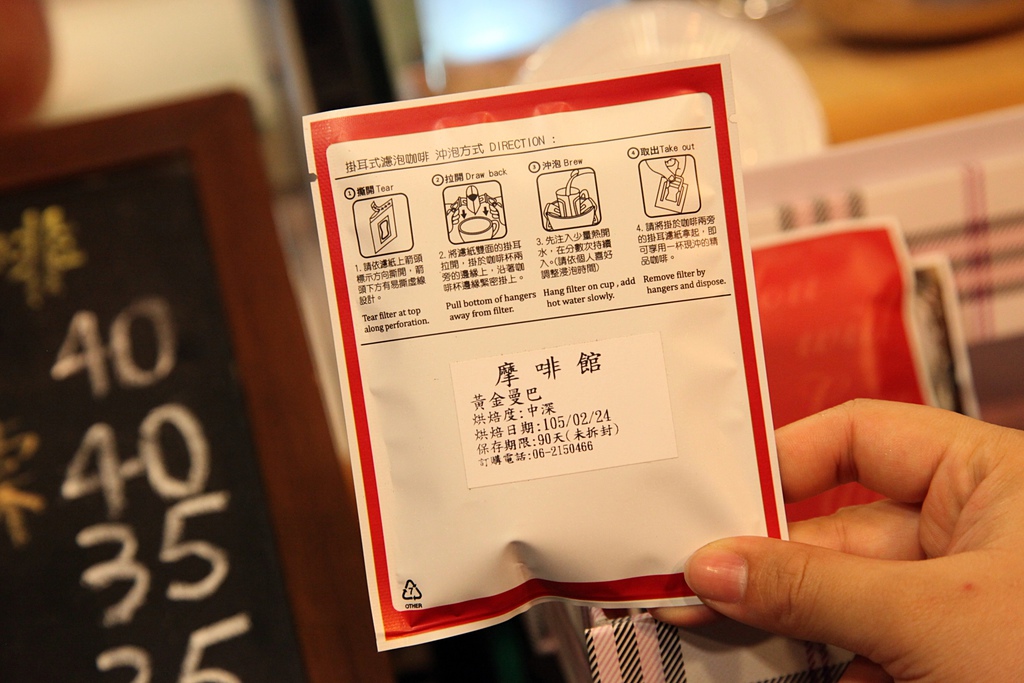 掛耳式濾泡咖啡 沖泡方式 DIRECTION :
① 撕開 Tear
② 拉開 Draw back
③ 沖泡 Brew
④ 取出 Take out
1. 請依濾紙上箭頭
標示方向撕開，箭
頭下方有易撕虛線
設計。
Tear filter at top
along perforation.
2. 將濾紙雙面的掛耳
拉開，掛於咖啡杯兩
旁的邊緣上，沿著咖
啡杯邊緣緊密掛上。
Pull bottom of hangers
away from filter.
3. 先注入少量熱開
水，在分數次持續
入。(請依個人喜好
調整浸泡時間)
Hang filter on cup , add
hot water slowly.
4. 請將掛於咖啡兩旁
的掛耳濾紙拿起，即
可享用一杯現沖的精
品咖啡。
Remove filter by
hangers and dispose.
摩啡館
黃金曼巴
烘焙度:中深
烘焙日期:105/02/24
保存期限:90天(未拆封)
訂購電話:06-2150466
7
OTHER
40
40
35
35